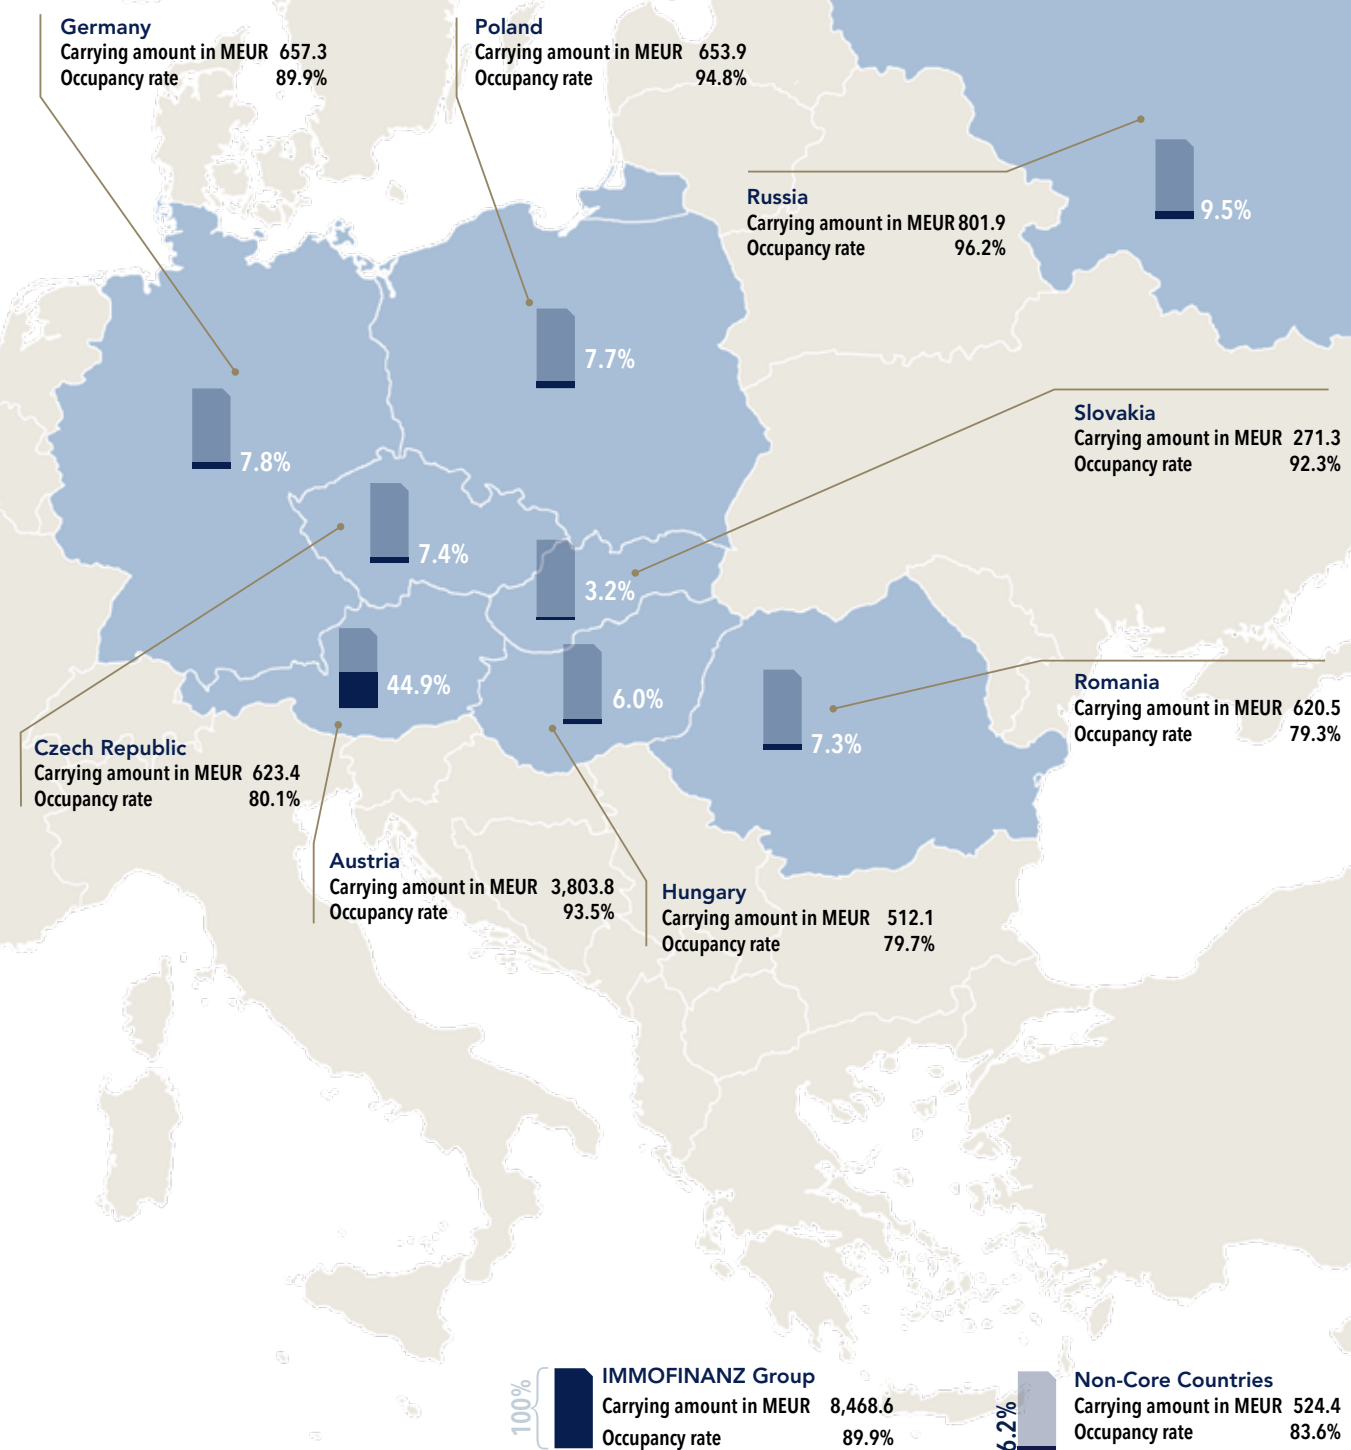 Germany
Carrying amount in MEUR 657.3
Occupancy rate 89.9%
Poland
Carrying amount in MEUR 653.9
Occupancy rate 94.8%
Russia
Carrying amount in MEUR 801.9
Occupancy rate 96.2%
9.5%
7.7%
7.8%
Slovakia
Carrying amount in MEUR 271.3
Occupancy rate 92.3%
7.4%
3.2%
44.9%
6.0%
7.3%
Romania
Carrying amount in MEUR 620.5
Occupancy rate 79.3%
Czech Republic
Carrying amount in MEUR 623.4
Occupancy rate 80.1%
Austria
Carrying amount in MEUR 3,803.8
Occupancy rate 93.5%
Hungary
Carrying amount in MEUR 512.1
Occupancy rate 79.7%
100%
IMMOFINANZ Group
Carrying amount in MEUR 8,468.6
Occupancy rate 89.9%
6.2%
Non-Core Countries
Carrying amount in MEUR 524.4
Occupancy rate 83.6%